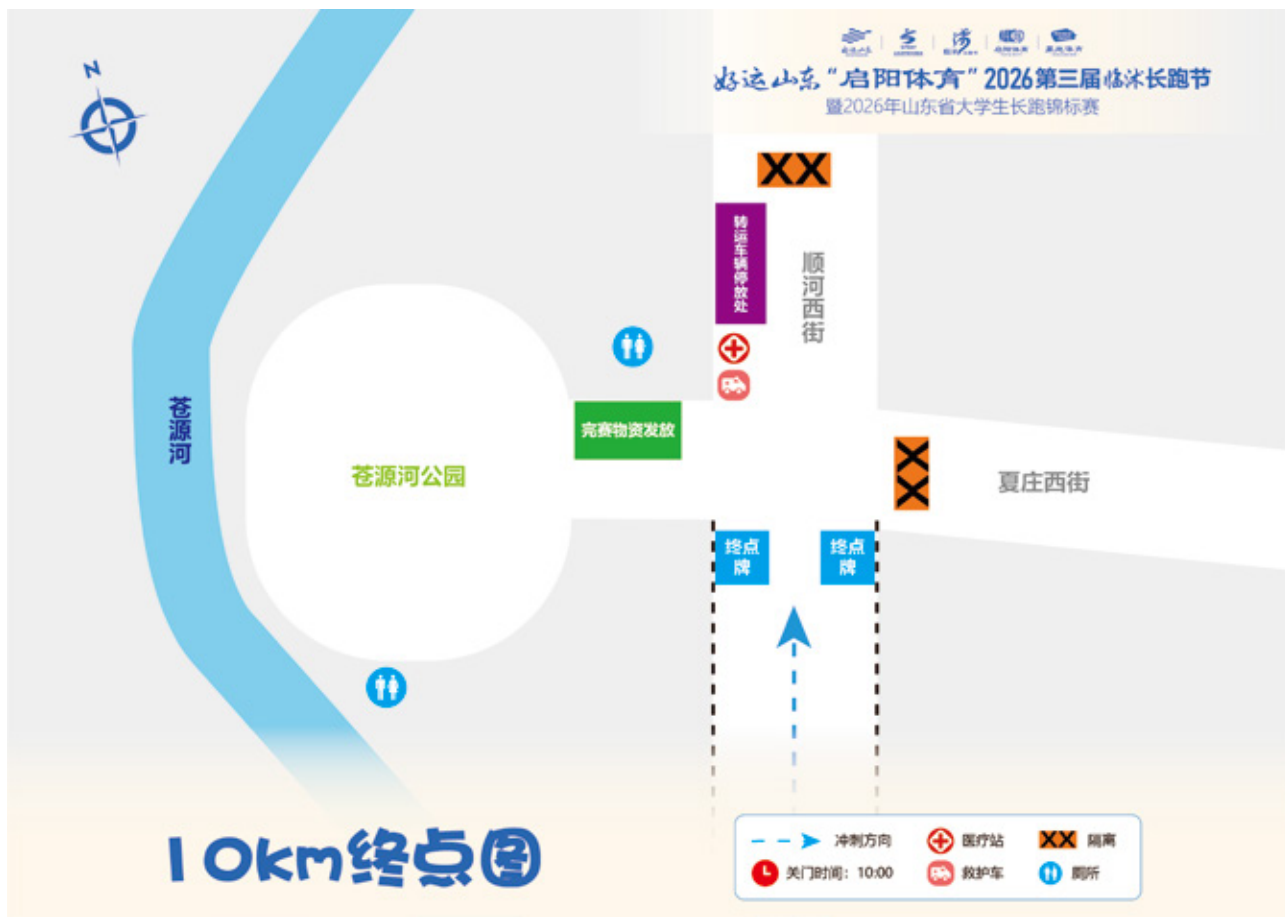 N
好运山东“启阳体育”2026第三届临沭长跑节
暨2026年山东省大学生长跑锦标赛
转运车辆停放处
顺河西街
苍源河
完赛物资发放
苍源河公园
夏庄西街
终点牌
终点牌
10km终点图
冲刺方向
医疗站
隔离
关门时间：10:00
救护车
厕所